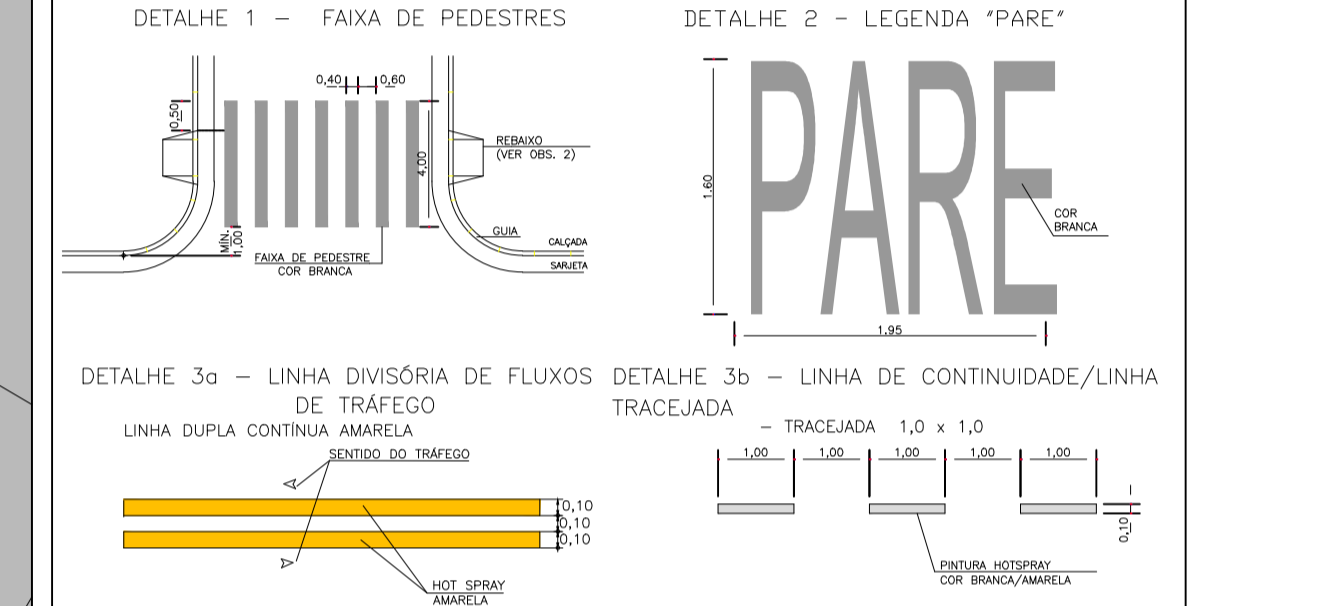 DETALHE 1 – FAIXA DE PEDESTRES
0,40
0,60
0,50
4,00
REBAIXO
(VER OBS. 2)
MÍN.
1,00
FAIXA DE PEDESTRE
COR BRANCA
GUIA
CALÇADA
SARJETA
DETALHE 2 – LEGENDA "PARE"
PARE
1.60
COR
BRANCA
1.95
DETALHE 3a – LINHA DIVISÓRIA DE FLUXOS
DE TRÁFEGO
LINHA DUPLA CONTÍNUA AMARELA
SENTIDO DO TRÁFEGO
0,10
0,10
0,10
HOT SPRAY
AMARELA
DETALHE 3b – LINHA DE CONTINUIDADE/LINHA
TRACEJADA
– TRACEJADA 1,0 x 1,0
1,00 1,00 1,00 1,00 1,00
0,10
PINTURA HOTSPRAY
COR BRANCA/AMARELA